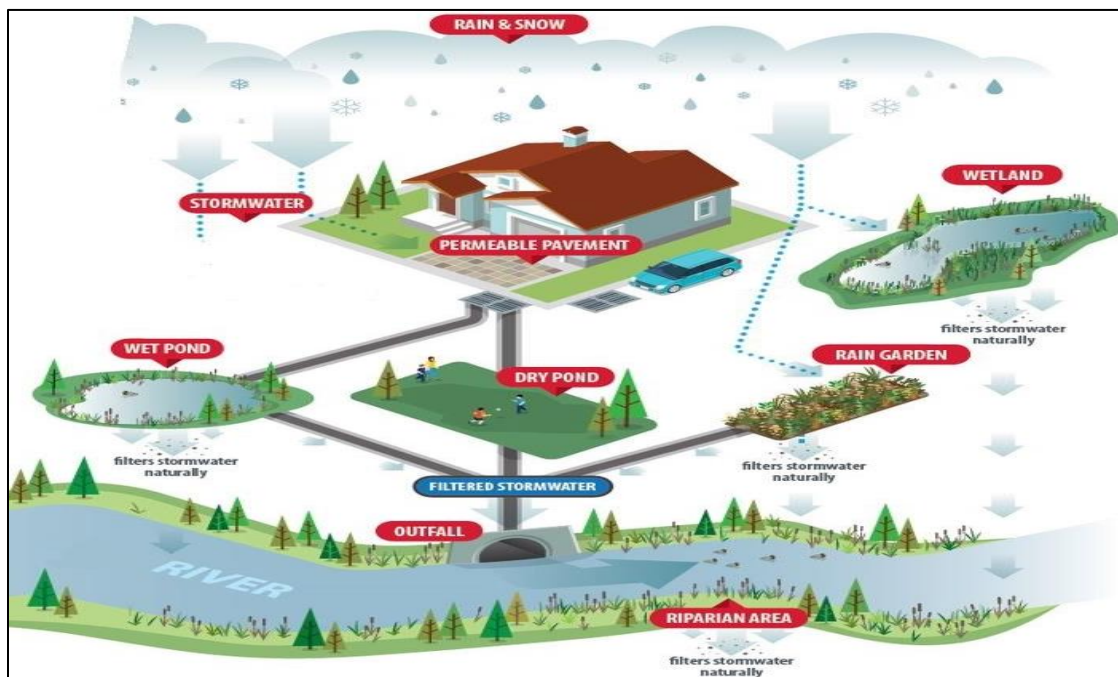 RAIN & SNOW
WETLAND
STORMWATER
PERMEABLE PAVEMENT
filters stormwater
naturally
WET POND
RAIN GARDEN
DRY POND
filters stormwater
naturally
filters stormwater
naturally
FILTERED STORMWATER
OUTFALL
RIVER
RIPARIAN AREA
filters stormwater
naturally